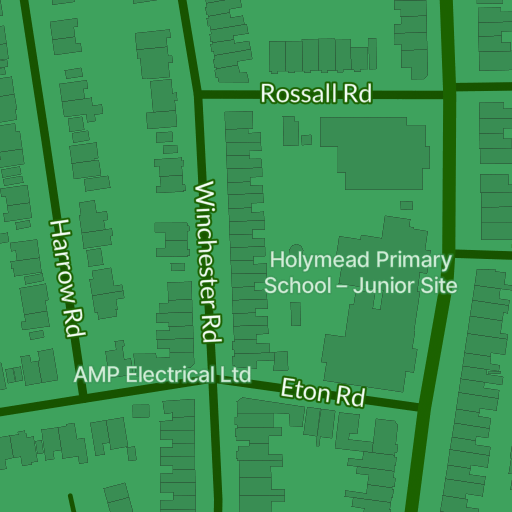 Rossall Rd
Winchester Rd
Harrow Rd
Holymead Primary
School – Junior Site
AMP Electrical Ltd
Eton Rd